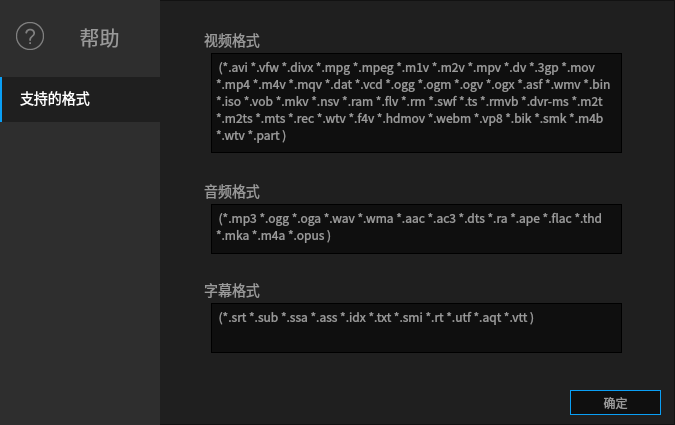 ?
帮助
支持的格式
视频格式
(*.avi *.vfw *.divx *.mpg *.mpeg *.m1v *.m2v *.mpv *.dv *.3gp *.mov
*.mp4 *.m4v *.mqv *.dat *.vcd *.ogg *.ogm *.ogv *.ogx *.asf *.wmv *.bin
*.iso *.vob *.mkv *.nsv *.ram *.flv *.rm *.swf *.ts *.rmvb *.dvr-ms *.m2t
*.m2ts *.mts *.rec *.wtv *.f4v *.hdmov *.webm *.vp8 *.bik *.smk *.m4b
*.wtv *.part )
音频格式
(*.mp3 *.ogg *.oga *.wav *.wma *.aac *.ac3 *.dts *.ra *.ape *.flac *.thd
*.mka *.m4a *.opus )
字幕格式
(*.srt *.sub *.ssa *.ass *.idx *.txt *.smi *.rt *.utf *.aqt *.vtt )
确定